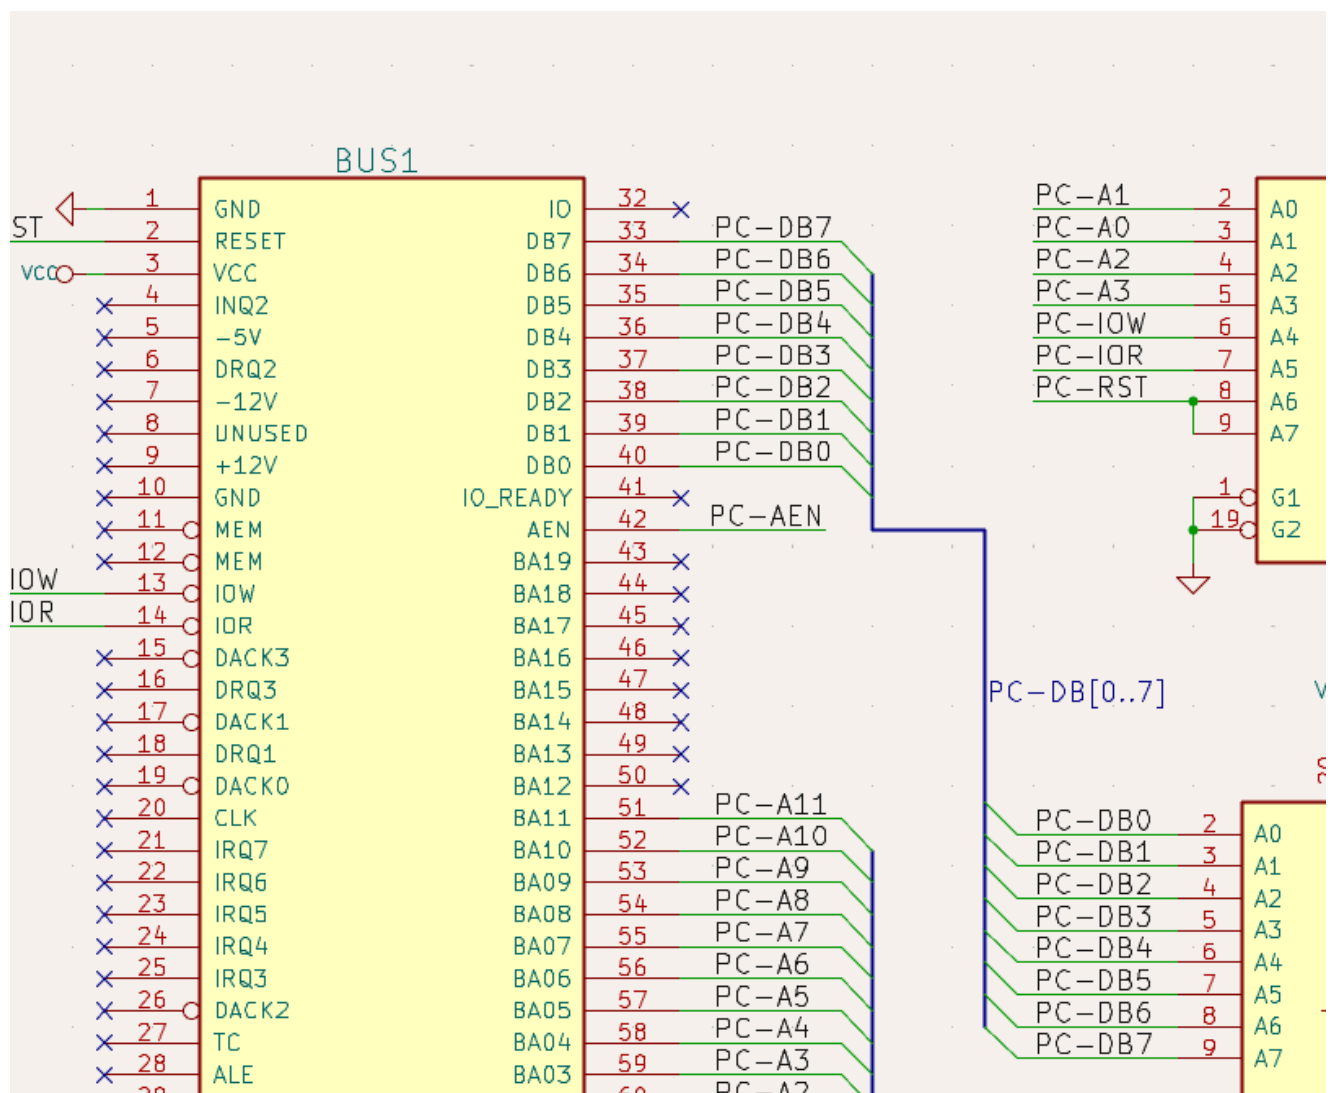 BUS1
1 GND
ST 2 RESET
VCC 3 VCC
4 INQ2
5 -5V
6 DRQ2
7 -12V
8 UNUSED
9 +12V
10 GND
11 MEM
12 MEM
IOW 13 IOW
IOR 14 IOR
15 DACK3
16 DRQ3
17 DACK1
18 DRQ1
19 DACK0
20 CLK
21 IRQ7
22 IRQ6
23 IRQ5
24 IRQ4
25 IRQ3
26 DACK2
27 TC
28 ALE
IO 32
DB7 33 PC-DB7
DB6 34 PC-DB6
DB5 35 PC-DB5
DB4 36 PC-DB4
DB3 37 PC-DB3
DB2 38 PC-DB2
DB1 39 PC-DB1
DB0 40 PC-DB0
IO_READY 41
AEN 42 PC-AEN
BA19 43
BA18 44
BA17 45
BA16 46
BA15 47
BA14 48
BA13 49
BA12 50
BA11 51 PC-A11
BA10 52 PC-A10
BA09 53 PC-A9
BA08 54 PC-A8
BA07 55 PC-A7
BA06 56 PC-A6
BA05 57 PC-A5
BA04 58 PC-A4
BA03 59 PC-A3
PC-A1 2 A0
PC-A0 3 A1
PC-A2 4 A2
PC-A3 5 A3
PC-IOW 6 A4
PC-IOR 7 A5
PC-RST 8 A6
9 A7
1 G1
19 G2
PC-DB[0..7]
PC-DB0 2 A0
PC-DB1 3 A1
PC-DB2 4 A2
PC-DB3 5 A3
PC-DB4 6 A4
PC-DB5 7 A5
PC-DB6 8 A6
PC-DB7 9 A7